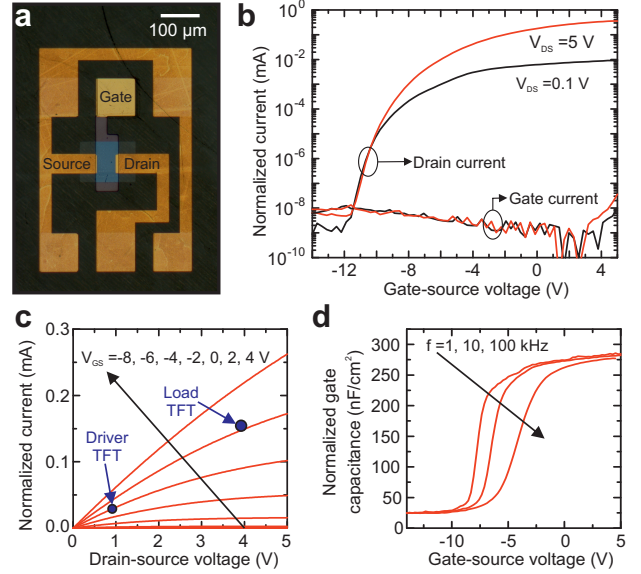 a
100 µm
Gate
Source
Drain
b
Normalized current (mA)
10⁰
10⁻²
10⁻⁴
10⁻⁶
10⁻⁸
10⁻¹⁰
V_DS = 5 V
V_DS =0.1 V
Drain current
Gate current
-12 -8 -4 0 4
Gate-source voltage (V)
c
Normalized current (mA)
0.3
0.2
0.1
0.0
V_GS=-8, -6, -4, -2, 0, 2, 4 V
Load
TFT
Driver
TFT
0 1 2 3 4 5
Drain-source voltage (V)
d
Normalized gate
capacitance (nF/cm²)
300
250
200
150
100
50
0
f =1, 10, 100 kHz
-10 -5 0 5
Gate-source voltage (V)